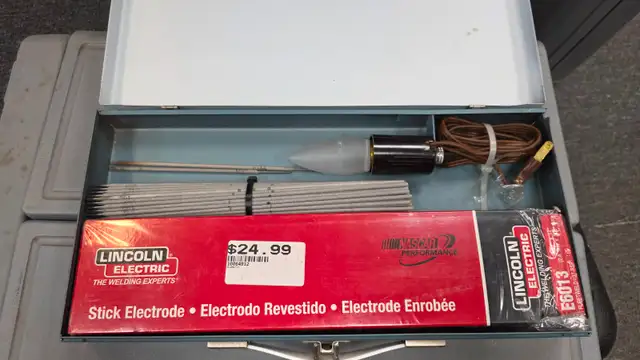 LINCOLN
ELECTRIC
THE WELDING EXPERTS®
$24.99
NASCAR
PERFORMANCE
Stick Electrode • Electrodo Revestido • Electrode Enrobée
LINCOLN
ELECTRIC
THE WELDING EXPERTS
E6013